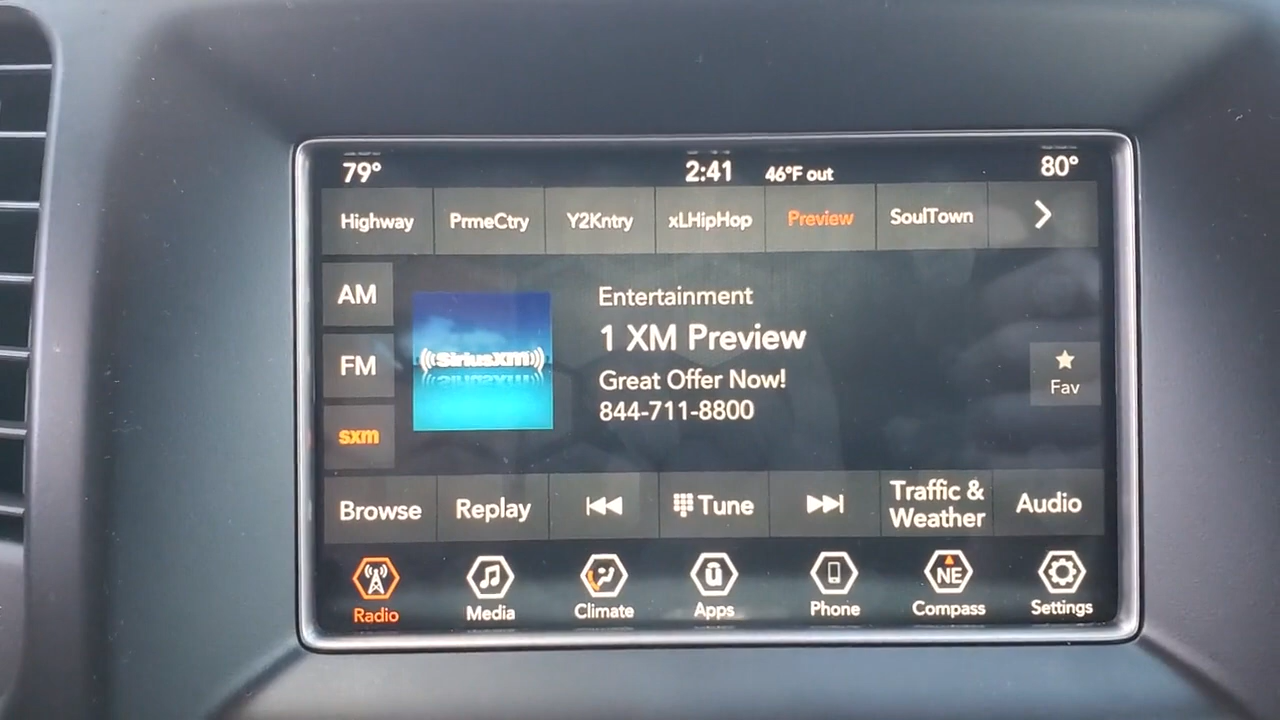 79° 2:41 46°F out 80°
Highway PrmeCtry Y2Kntry xLHipHop Preview SoulTown
AM
FM
sxm
((SiriusXM))
Entertainment
1 XM Preview
Great Offer Now!
844-711-8800
Fav
Browse Replay Tune Traffic & Weather Audio
NE
Radio Media Climate Apps Phone Compass Settings